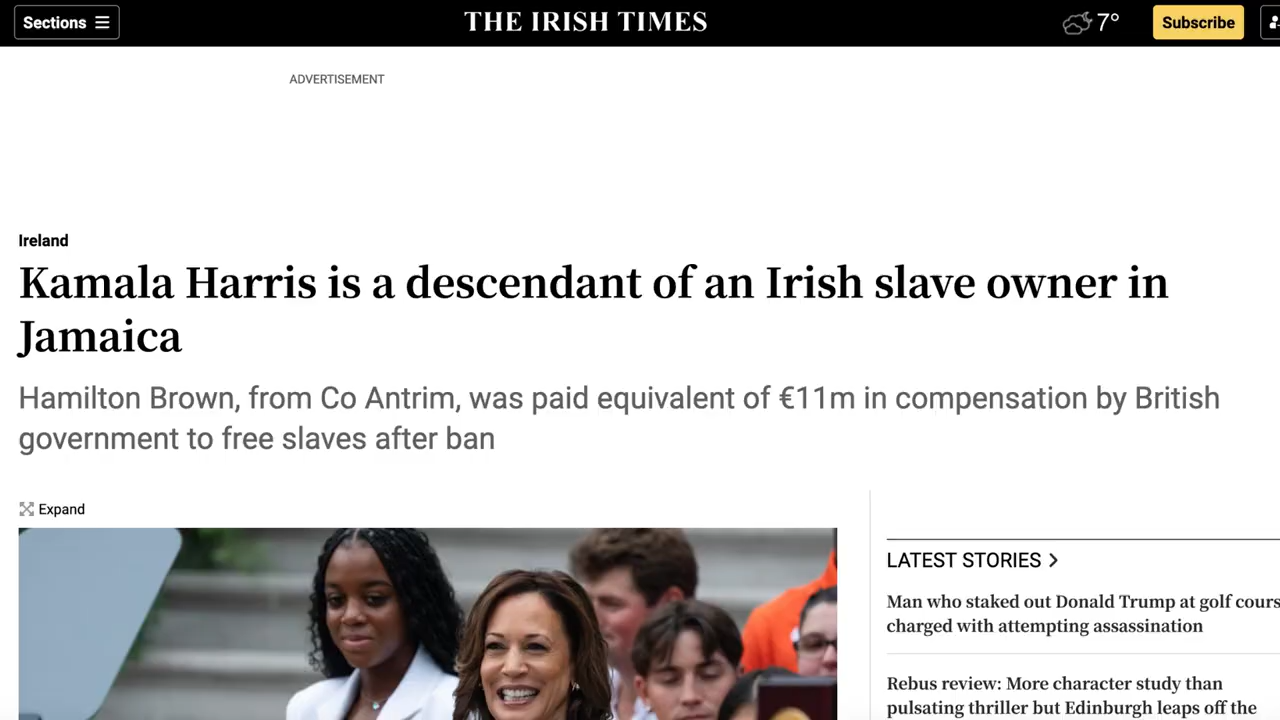 Sections
THE IRISH TIMES
7°
Subscribe
ADVERTISEMENT
Ireland
Kamala Harris is a descendant of an Irish slave owner in
Jamaica
Hamilton Brown, from Co Antrim, was paid equivalent of €11m in compensation by British
government to free slaves after ban
Expand
LATEST STORIES >
Man who staked out Donald Trump at golf cours
charged with attempting assassination
Rebus review: More character study than
pulsating thriller but Edinburgh leaps off the